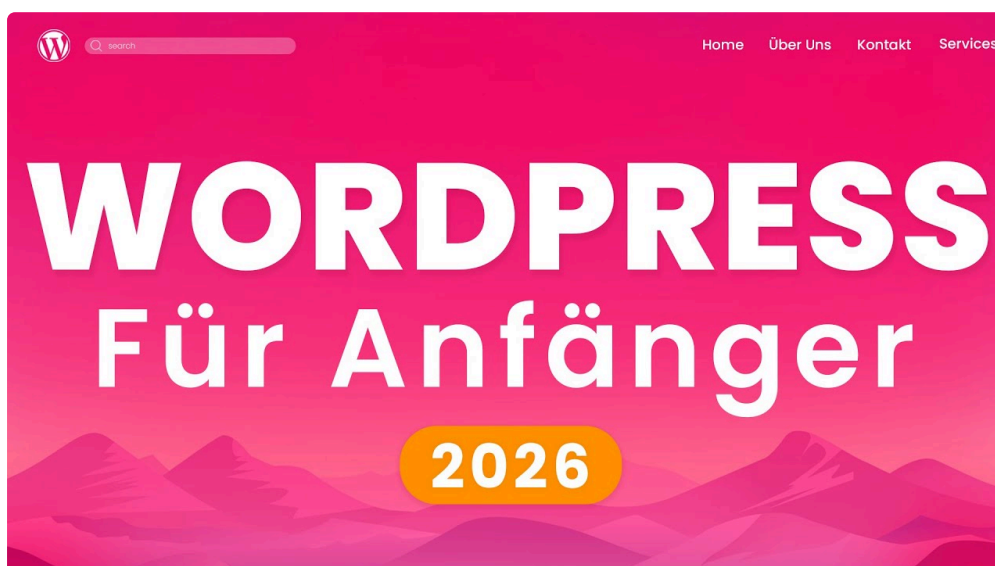 search
Home Über Uns Kontakt Services
WORDPRESS
Für Anfänger
2026